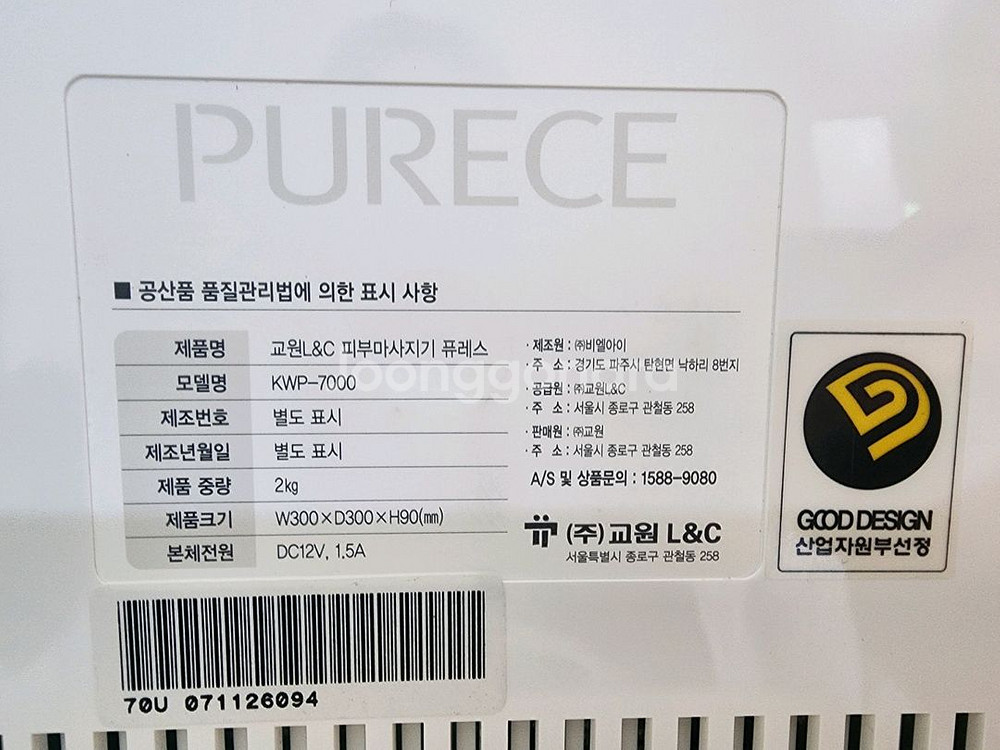 PURECE
■ 공산품 품질관리법에 의한 표시 사항
제품명 교원L&C 피부마사지기 퓨레스
모델명 KWP-7000
제조번호 별도 표시
제조년월일 별도 표시
제품 중량 2kg
제품크기 W300×D300×H90(mm)
본체전원 DC12V, 1.5A
· 제조원 : ㈜비엘아이
· 주 소 : 경기도 파주시 탄현면 낙하리 8번지
· 공급원 : ㈜교원L&C
· 주 소 : 서울시 종로구 관철동 258
· 판매원 : ㈜교원
· 주 소 : 서울시 종로구 관철동 258
A/S 및 상품문의 : 1588-9080
(주)교원 L&C
서울특별시 종로구 관철동 258
GOOD DESIGN
산업자원부선정
70U 071126094